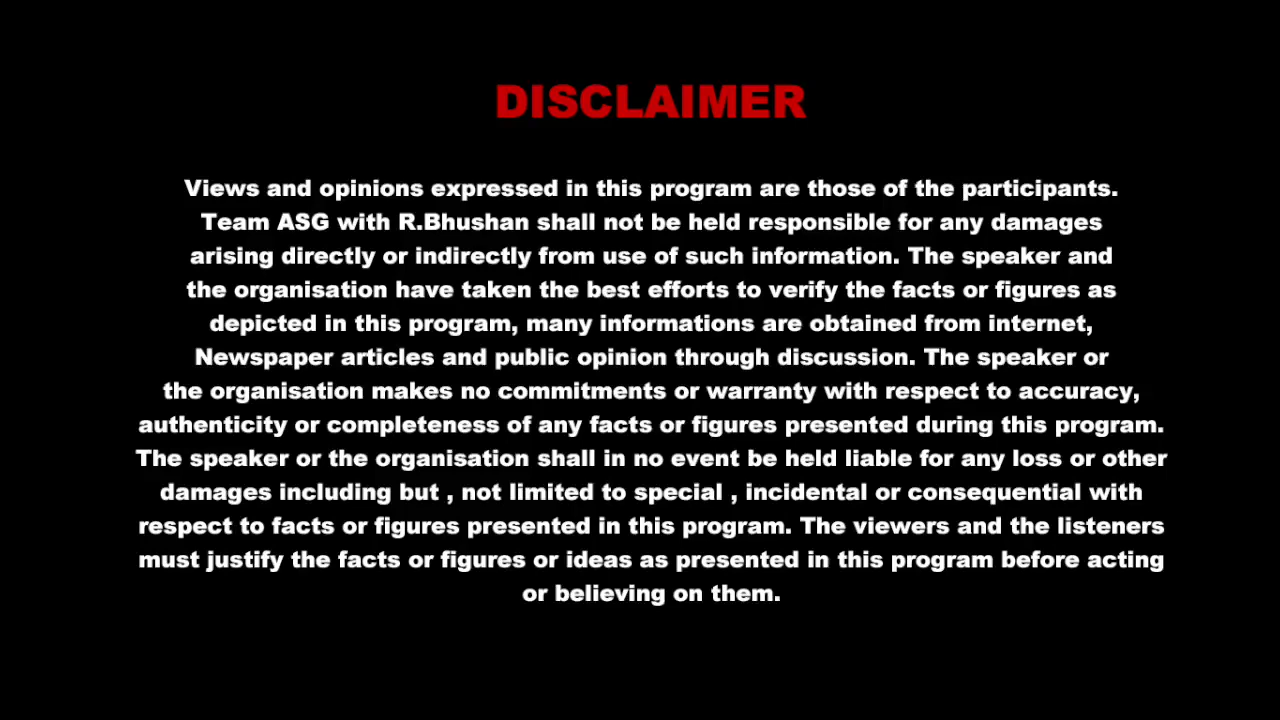 DISCLAIMER
Views and opinions expressed in this program are those of the participants.
Team ASG with R.Bhushan shall not be held responsible for any damages
arising directly or indirectly from use of such information. The speaker and
the organisation have taken the best efforts to verify the facts or figures as
depicted in this program, many informations are obtained from internet,
Newspaper articles and public opinion through discussion. The speaker or
the organisation makes no commitments or warranty with respect to accuracy,
authenticity or completeness of any facts or figures presented during this program.
The speaker or the organisation shall in no event be held liable for any loss or other
damages including but , not limited to special , incidental or consequential with
respect to facts or figures presented in this program. The viewers and the listeners
must justify the facts or figures or ideas as presented in this program before acting
or believing on them.